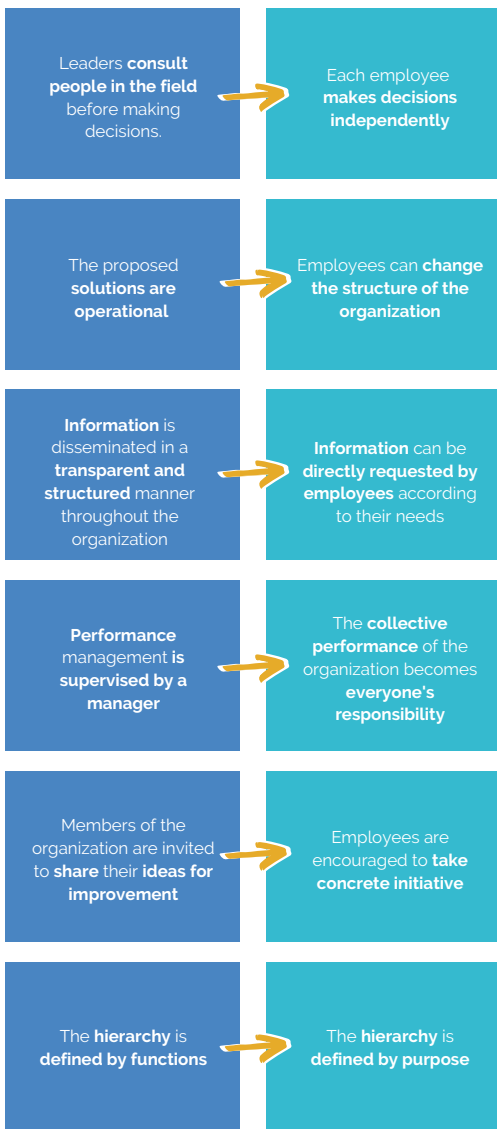 Leaders consult
people in the field
before making
decisions.
Each employee
makes decisions
independently
The proposed
solutions are
operational
Employees can change
the structure of the
organization
Information is
disseminated in a
transparent and
structured manner
throughout the
organization
Information can be
directly requested by
employees according
to their needs
Performance
management is
supervised by a
manager
The collective
performance of the
organization becomes
everyone's
responsibility
Members of the
organization are invited
to share their ideas for
improvement
Employees are
encouraged to take
concrete initiative
The hierarchy is
defined by functions
The hierarchy is
defined by purpose